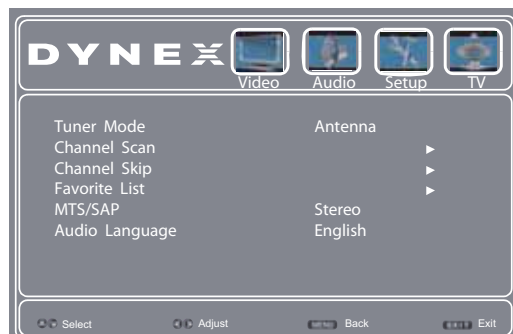 DYNEX
Video Audio Setup TV
Tuner Mode Antenna
Channel Scan
Channel Skip
Favorite List
MTS/SAP Stereo
Audio Language English
Select Adjust Back Exit